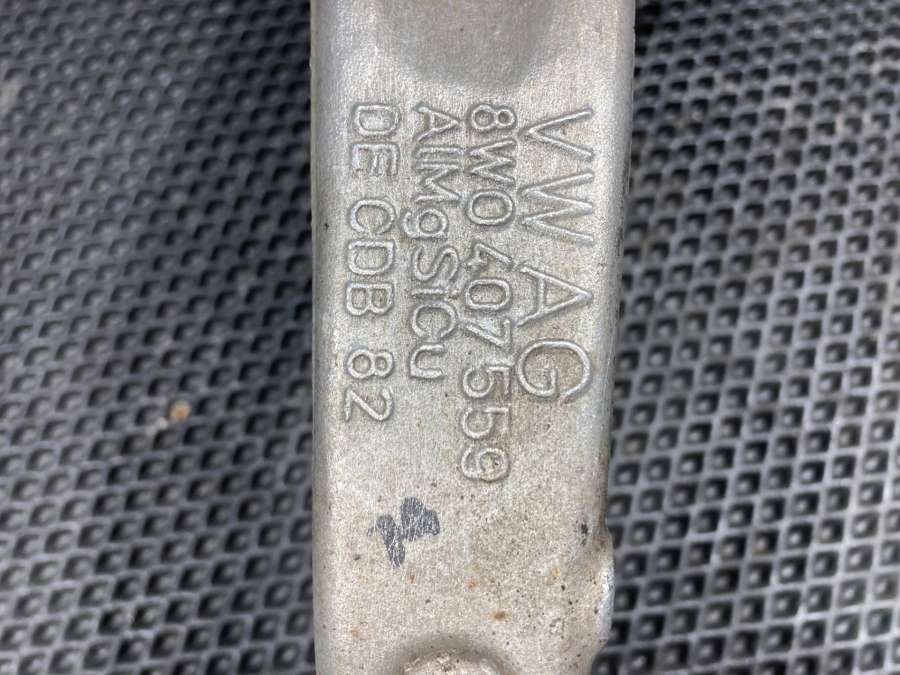 VW AG
8W0 407 559
AlMgSiCu
DE CDB 82